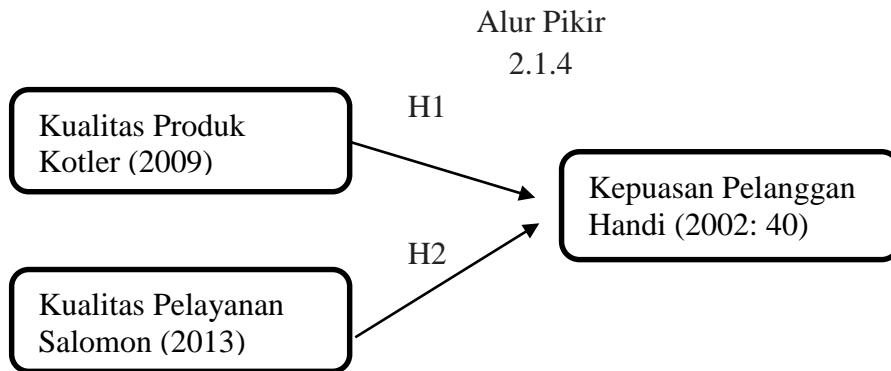 Alur Pikir
2.1.4
H1
Kualitas Produk
Kotler (2009)
Kepuasan Pelanggan
Handi (2002: 40)
H2
Kualitas Pelayanan
Salomon (2013)